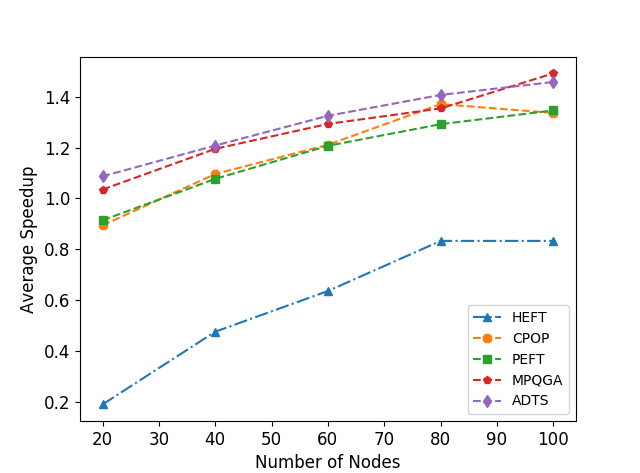 1.4
1.2
1.0
0.8
0.6
0.4
0.2
Average Speedup
20 30 40 50 60 70 80 90 100
Number of Nodes
HEFT
CPOP
PEFT
MPQGA
ADTS